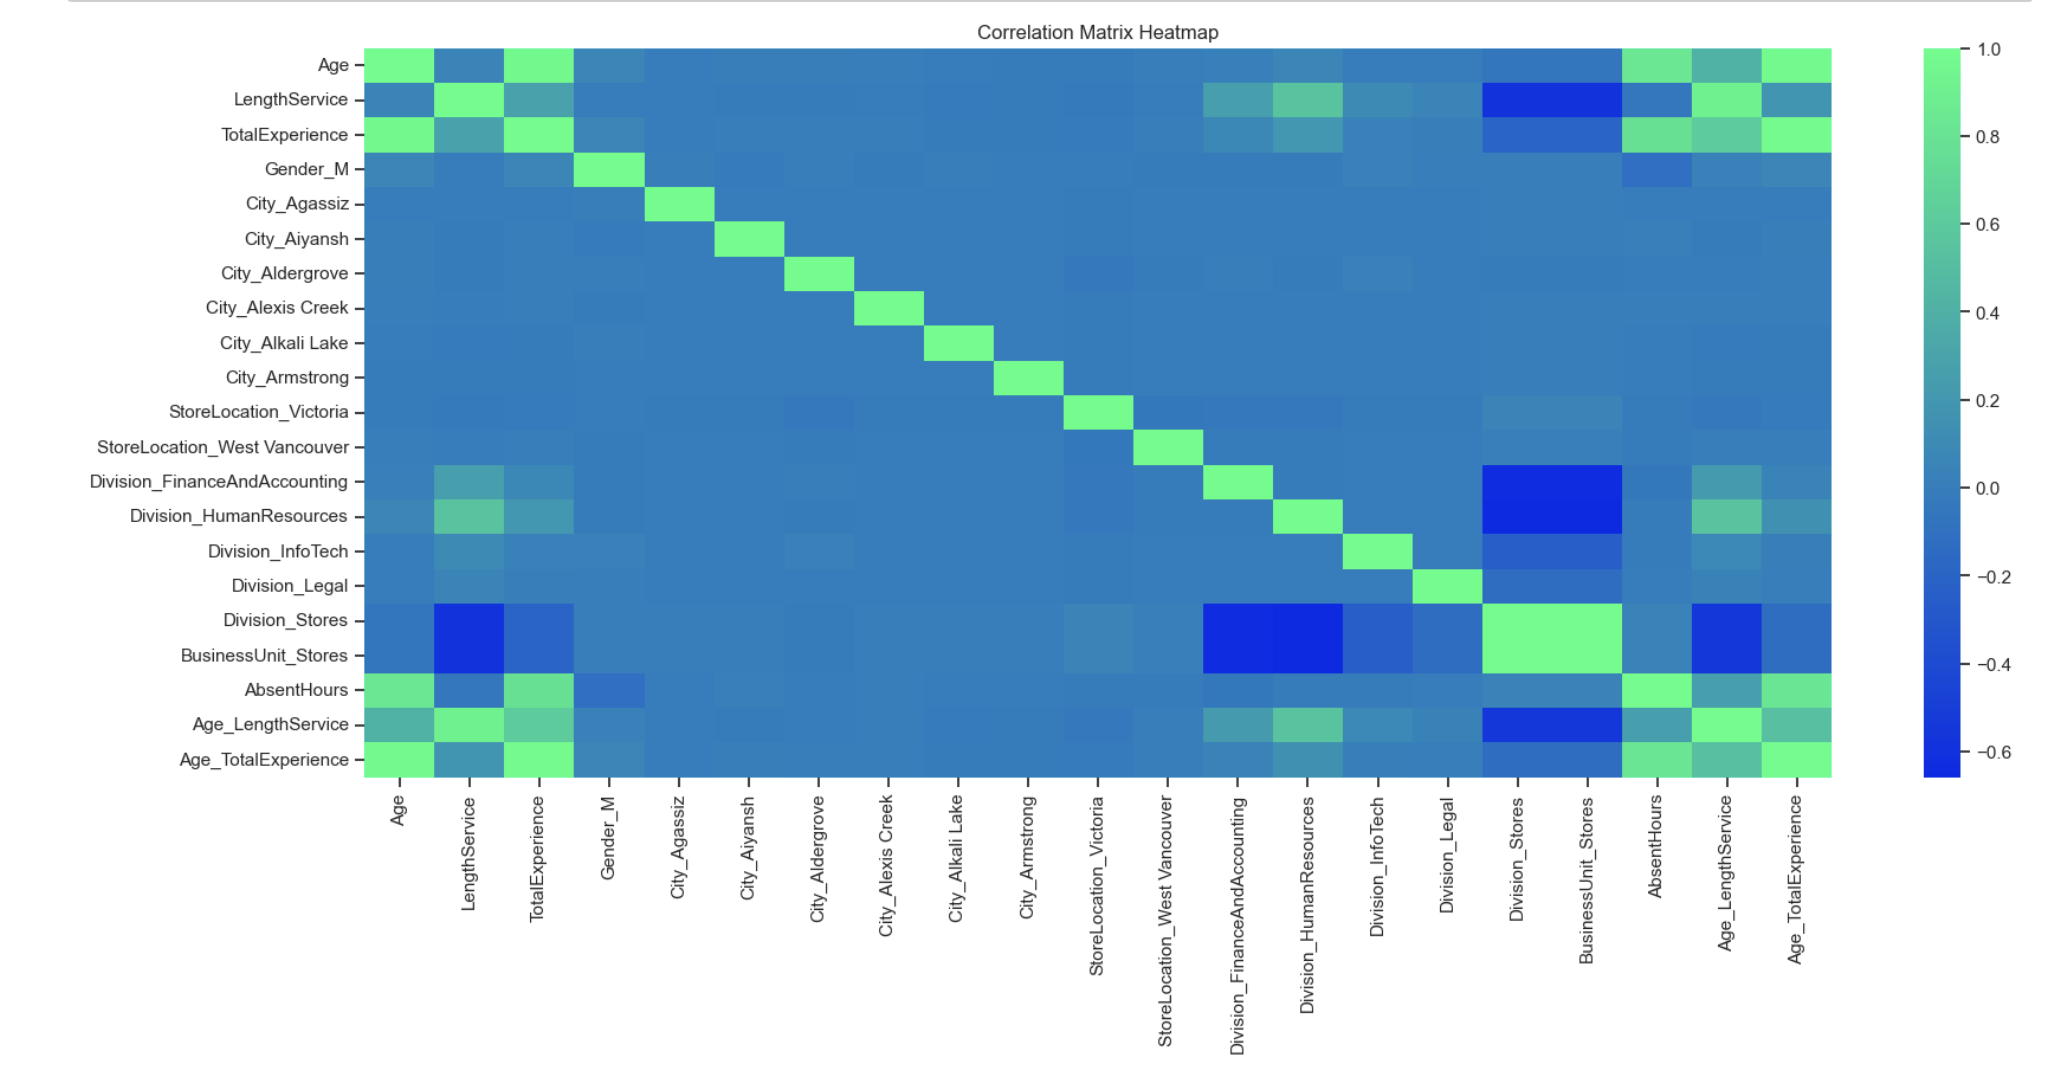 Correlation Matrix Heatmap
Age
LengthService
TotalExperience
Gender_M
City_Agassiz
City_Aiyansh
City_Aldergrove
City_Alexis Creek
City_Alkali Lake
City_Armstrong
StoreLocation_Victoria
StoreLocation_West Vancouver
Division_FinanceAndAccounting
Division_HumanResources
Division_InfoTech
Division_Legal
Division_Stores
BusinessUnit_Stores
AbsentHours
Age_LengthService
Age_TotalExperience
Age
LengthService
TotalExperience
Gender_M
City_Agassiz
City_Aiyansh
City_Aldergrove
City_Alexis Creek
City_Alkali Lake
City_Armstrong
StoreLocation_Victoria
StoreLocation_West Vancouver
Division_FinanceAndAccounting
Division_HumanResources
Division_InfoTech
Division_Legal
Division_Stores
BusinessUnit_Stores
AbsentHours
Age_LengthService
Age_TotalExperience
1.0
0.8
0.6
0.4
0.2
0.0
−0.2
−0.4
−0.6